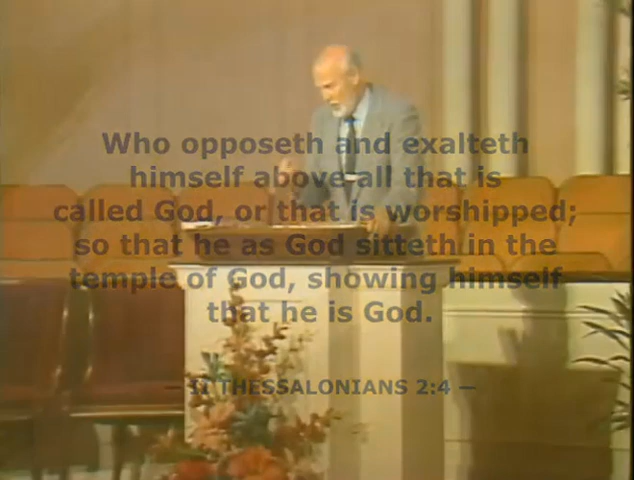 Who opposeth and exalteth
himself above all that is
called God, or that is worshipped;
so that he as God sitteth in the
temple of God, showing himself
that he is God.
— II THESSALONIANS 2:4 —